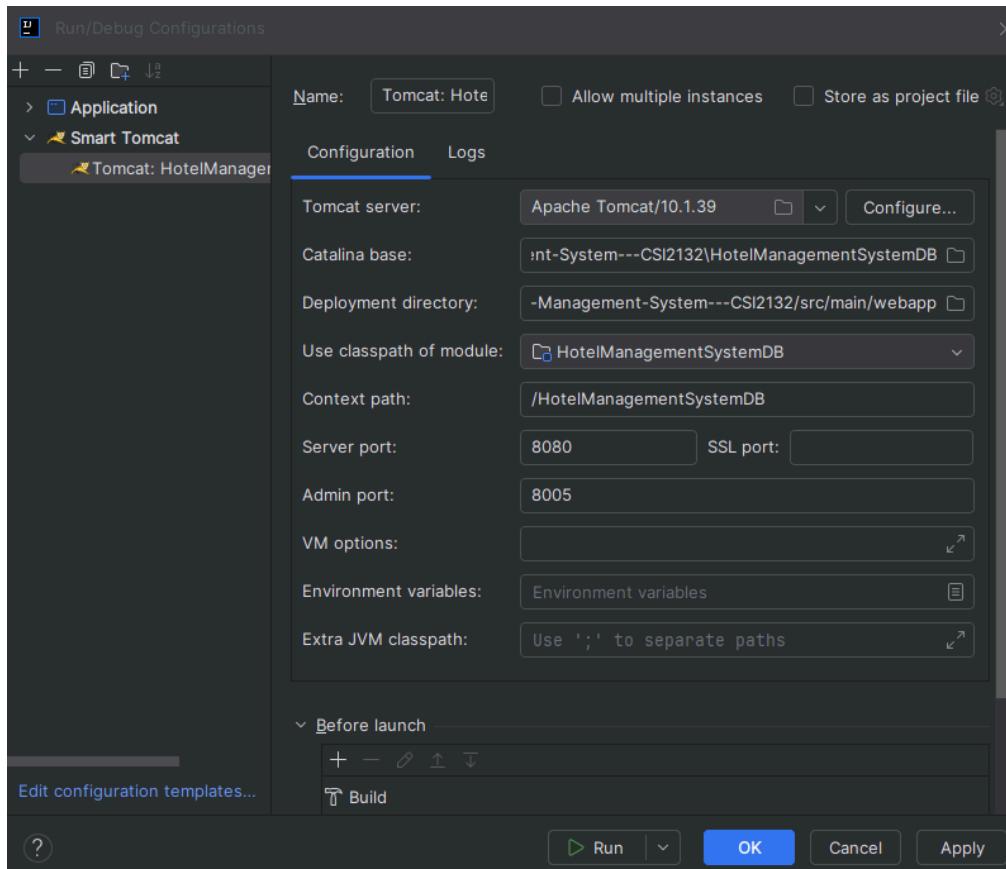 Run/Debug Configurations
Application
Smart Tomcat
Tomcat: HotelManager
Edit configuration templates...
Name: Tomcat: Hote Allow multiple instances Store as project file
Configuration Logs
Tomcat server: Apache Tomcat/10.1.39 Configure...
Catalina base: ent-System---CSI2132\HotelManagementSystemDB
Deployment directory: -Management-System---CSI2132/src/main/webapp
Use classpath of module: HotelManagementSystemDB
Context path: /HotelManagementSystemDB
Server port: 8080 SSL port:
Admin port: 8005
VM options:
Environment variables: Environment variables
Extra JVM classpath: Use ';' to separate paths
Before launch
Build
? Run OK Cancel Apply